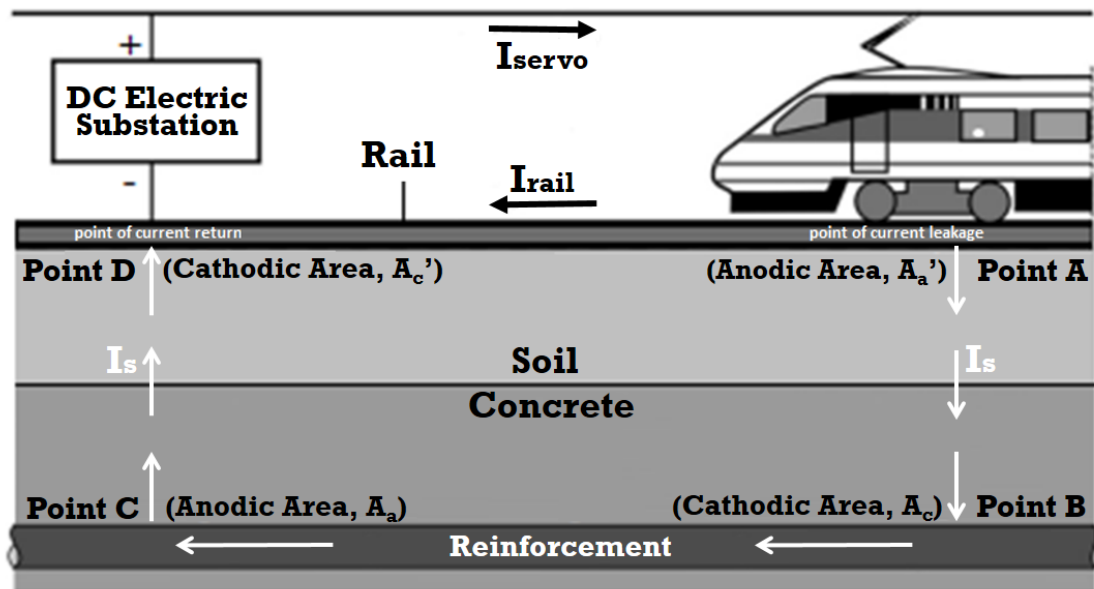 +
Iservo
DC Electric
Substation
Rail
-
Irail
point of current return
point of current leakage
Point D
(Cathodic Area, Ac’)
(Anodic Area, Aa’)
Point A
Is
Soil
Is
Concrete
Point C
(Anodic Area, Aa)
(Cathodic Area, Ac)
Point B
Reinforcement